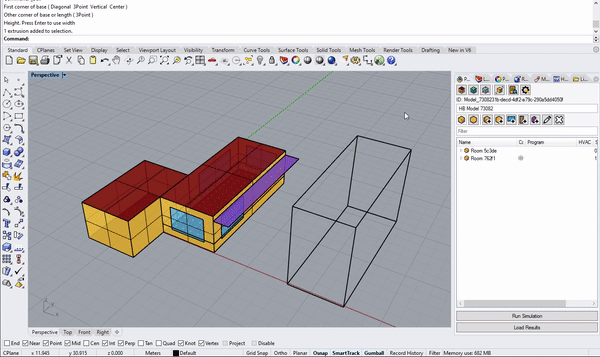 First corner of base ( Diagonal 3Point Vertical Center )
Other corner of base or length ( 3Point )
Height. Press Enter to use width
1 extrusion added to selection.
Command:
Standard CPlanes Set View Display Select Viewport Layout Visibility Transform Curve Tools Surface Tools Solid Tools Mesh Tools Render Tools Drafting New in V6
Perspective
ID: Model_7308231b-decd-4df2-a79c-290a5dd4050f
HB Model 73082
Filter
Name Program HVAC
Room 5c3de
Room 762f1
Run Simulation
Load Results
Perspective Top Front Right
End Near Point Mid Cen Int Perp Tan Quad Knot Vertex Project Disable
CPlane x 11.945 y 30.915 z 0.000 Meters Default Grid Snap Ortho Planar Osnap SmartTrack Gumball Record History Filter Memory use: 682 MB